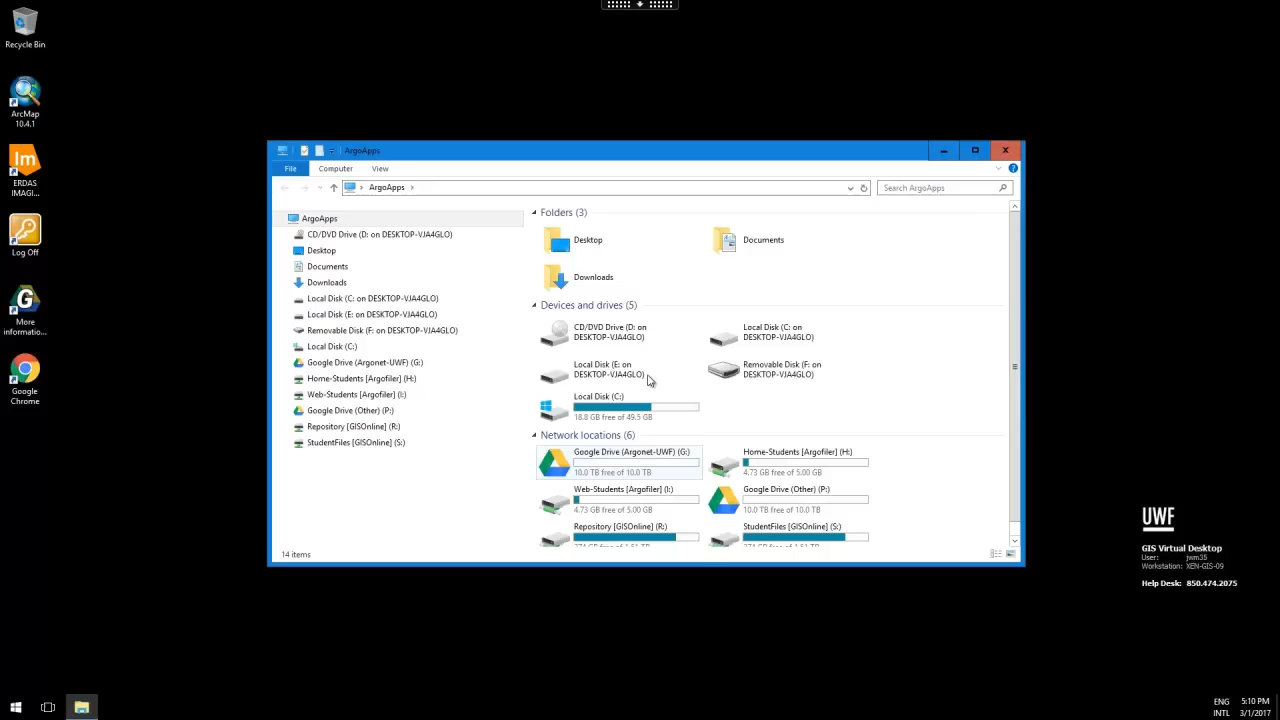 Recycle Bin
ArcMap
10.4.1
Im
ERDAS
IMAGI...
Log Off
G
More
informatio...
Google
Chrome
ArgoApps
File
Computer
View
ArgoApps
Search ArgoApps
ArgoApps
CD/DVD Drive (D: on DESKTOP-VJA4GLO)
Desktop
Documents
Downloads
Local Disk (C: on DESKTOP-VJA4GLO)
Local Disk (E: on DESKTOP-VJA4GLO)
Removable Disk (F: on DESKTOP-VJA4GLO)
Local Disk (C:)
Google Drive (Argonet-UWF) (G:)
Home-Students [Argofiler] (H:)
Web-Students [Argofiler] (I:)
Google Drive (Other) (P:)
Repository [GISOnline] (R:)
StudentFiles [GISOnline] (S:)
Folders (3)
Desktop
Documents
Downloads
Devices and drives (5)
CD/DVD Drive (D: on
DESKTOP-VJA4GLO)
Local Disk (C: on
DESKTOP-VJA4GLO)
Local Disk (E: on
DESKTOP-VJA4GLO)
Removable Disk (F: on
DESKTOP-VJA4GLO)
Local Disk (C:)
18.8 GB free of 49.5 GB
Network locations (6)
Google Drive (Argonet-UWF) (G:)
10.0 TB free of 10.0 TB
Home-Students [Argofiler] (H:)
4.73 GB free of 5.00 GB
Web-Students [Argofiler] (I:)
4.73 GB free of 5.00 GB
Google Drive (Other) (P:)
10.0 TB free of 10.0 TB
Repository [GISOnline] (R:)
StudentFiles [GISOnline] (S:)
14 items
UWF
GIS Virtual Desktop
User: jwm35
Workstation: XEN-GIS-09
Help Desk: 850.474.2075
ENG
INTL
5:10 PM
3/1/2017